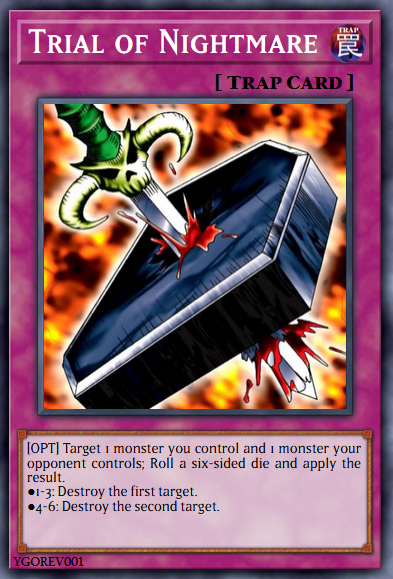 Trial of Nightmare
TRAP
罠
[ Trap Card ]
[OPT] Target 1 monster you control and 1 monster your
opponent controls; Roll a six-sided die and apply the
result.
●1-3: Destroy the first target.
●4-6: Destroy the second target.
YGOREV001